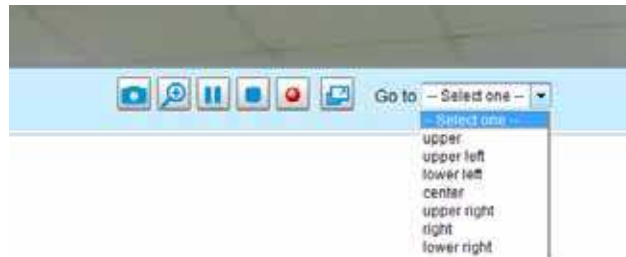 Go to -- Select one --
-- Select one --
upper
upper left
lower left
center
upper right
right
lower right